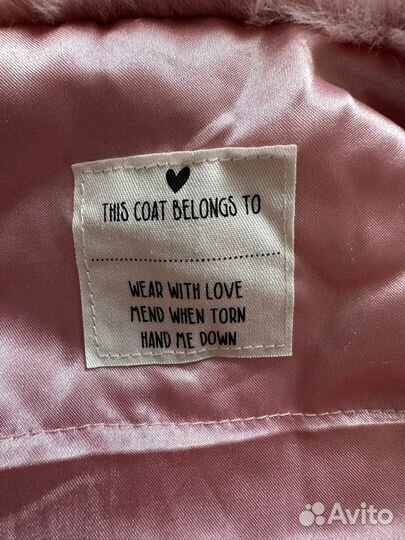 THIS COAT BELONGS TO
WEAR WITH LOVE
MEND WHEN TORN
HAND ME DOWN
Avito